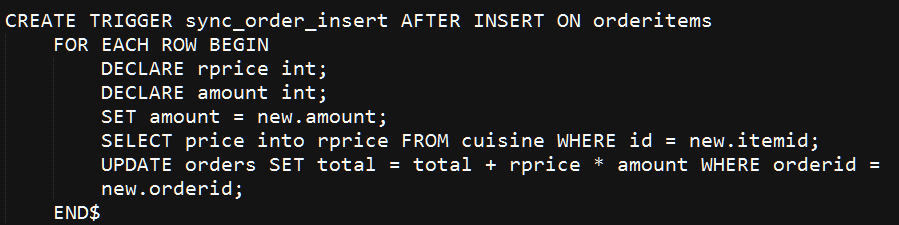 CREATE TRIGGER sync_order_insert AFTER INSERT ON orderitems
    FOR EACH ROW BEGIN
        DECLARE rprice int;
        DECLARE amount int;
        SET amount = new.amount;
        SELECT price into rprice FROM cuisine WHERE id = new.itemid;
        UPDATE orders SET total = total + rprice * amount WHERE orderid =
        new.orderid;
    END$